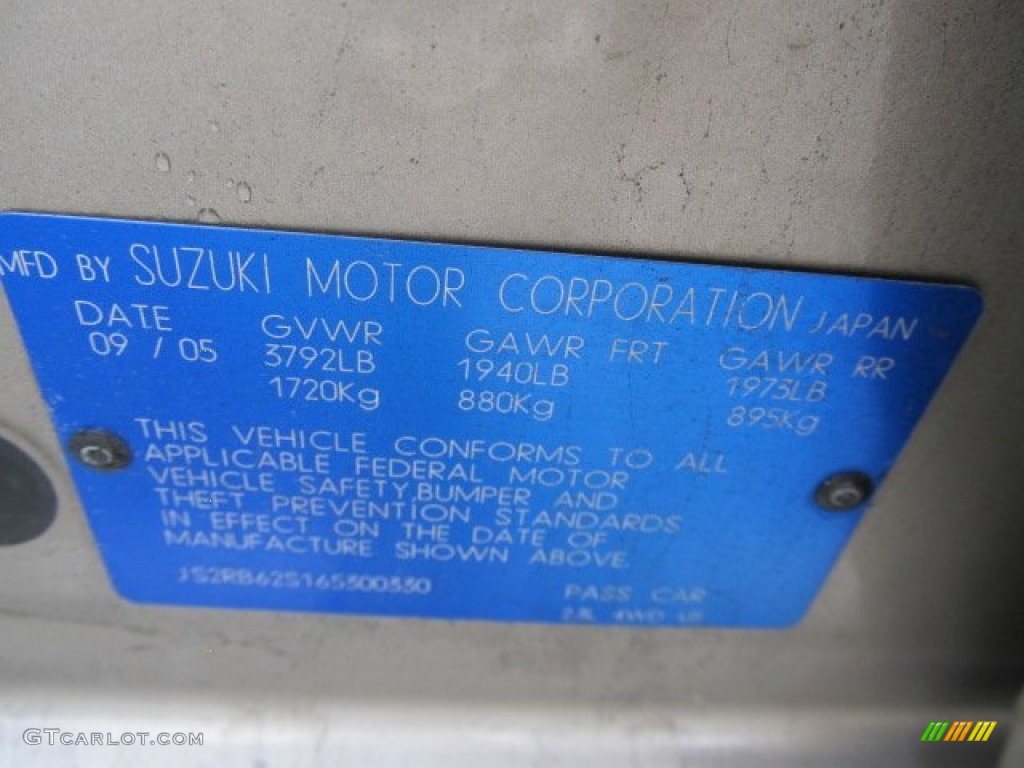 MFD BY SUZUKI MOTOR CORPORATION JAPAN
DATE GVWR GAWR FRT GAWR RR
09 / 05 3792LB 1940LB 1973LB
1720Kg 880Kg 895Kg
THIS VEHICLE CONFORMS TO ALL
APPLICABLE FEDERAL MOTOR
VEHICLE SAFETY,BUMPER AND
THEFT PREVENTION STANDARDS
IN EFFECT ON THE DATE OF
MANUFACTURE SHOWN ABOVE.
JS2RB62S165300330 PASS CAR
4WD
GTCARLOT.COM